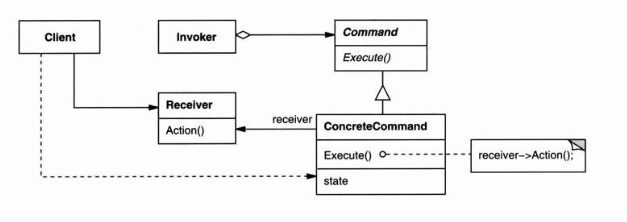 Client
Invoker
Command
Execute()
Receiver
Action()
receiver
ConcreteCommand
Execute()
receiver–>Action();
state